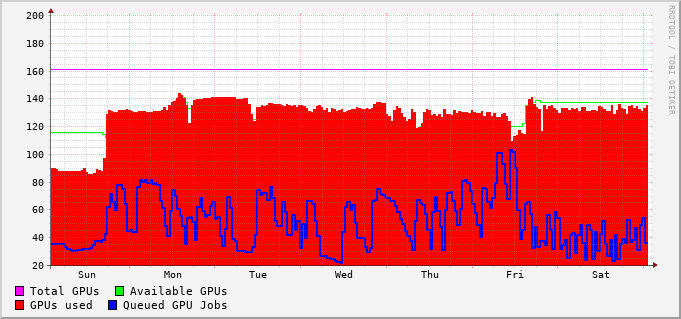 200
180
160
140
120
100
80
60
40
20
Sun Mon Tue Wed Thu Fri Sat
Total GPUs Available GPUs
GPUs used Queued GPU Jobs
RRDTOOL / TOBI OETIKER